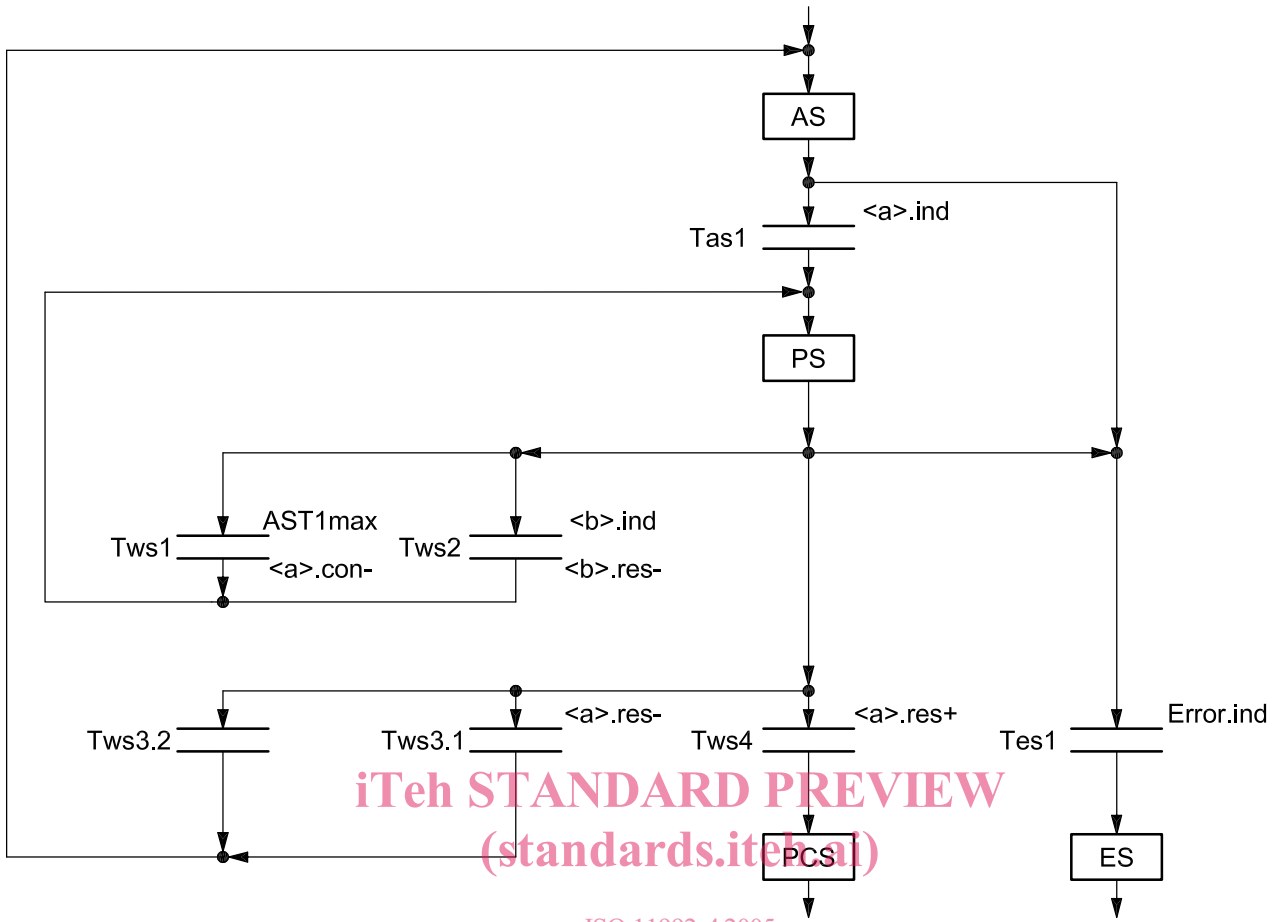 AS
<a>.ind
Tas1
PS
AST1max
<b>.ind
Tws1
Tws2
<a>.con-
<b>.res-
<a>.res-
<a>.res+
Error.ind
Tws3.2
Tws3.1
Tws4
Tes1
iTeh STANDARD PREVIEW
(standards.iteh.ai)
PCS
ES